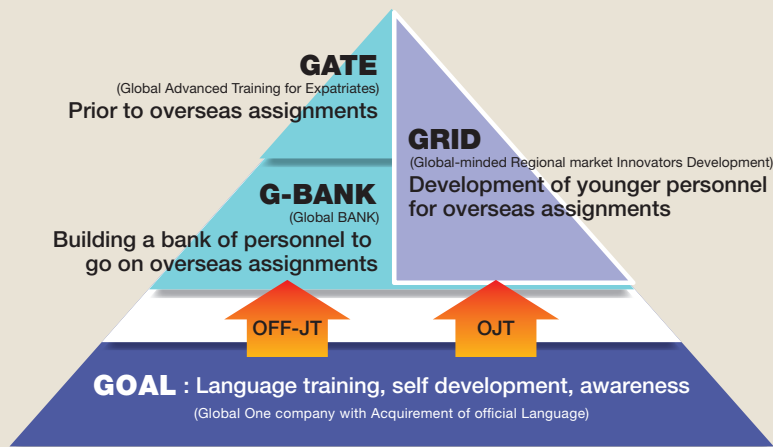 GATE
(Global Advanced Training for Expatriates)
Prior to overseas assignments
GRID
(Global-minded Regional market Innovators Development)
Development of younger personnel
for overseas assignments
G-BANK
(Global BANK)
Building a bank of personnel to
go on overseas assignments
OFF-JT
OJT
GOAL : Language training, self development, awareness
(Global One company with Acquirement of official Language)